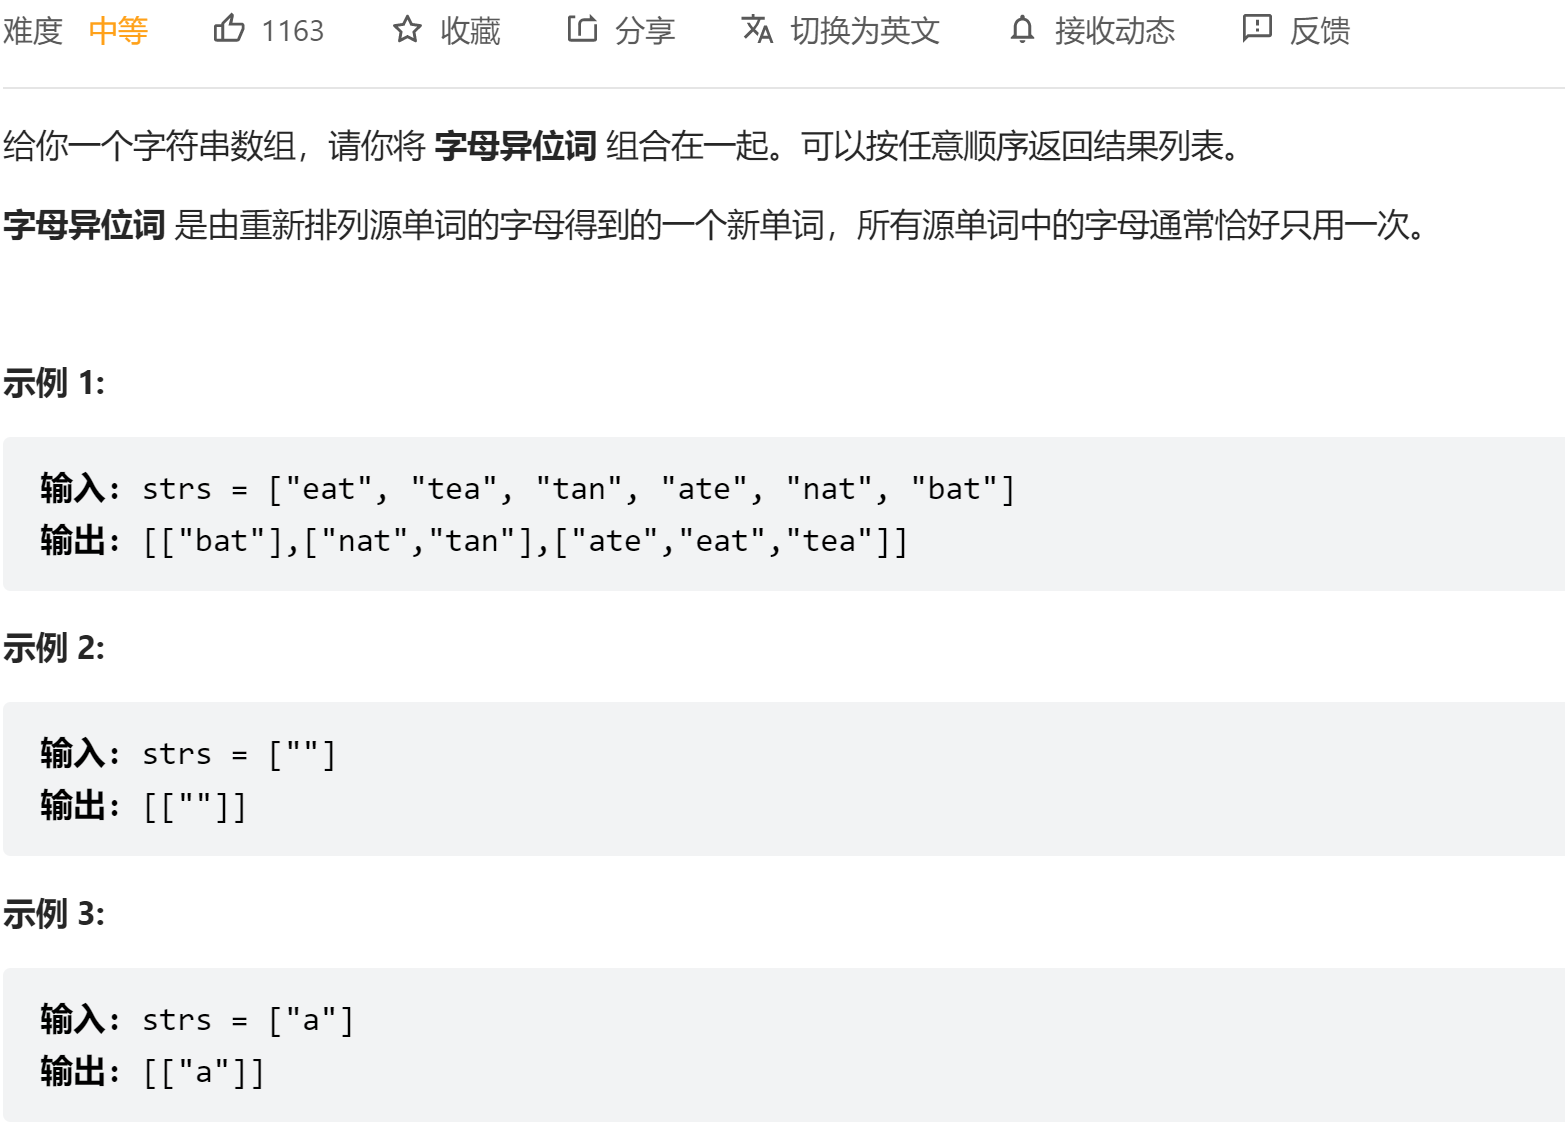 难度 中等 1163 收藏 分享 切换为英文 接收动态 反馈
给你一个字符串数组，请你将 字母异位词 组合在一起。可以按任意顺序返回结果列表。
字母异位词 是由重新排列源单词的字母得到的一个新单词，所有源单词中的字母通常恰好只用一次。
示例 1:
输入: strs = ["eat", "tea", "tan", "ate", "nat", "bat"]
输出: [["bat"],["nat","tan"],["ate","eat","tea"]]
示例 2:
输入: strs = [""]
输出: [[""]]
示例 3:
输入: strs = ["a"]
输出: [["a"]]